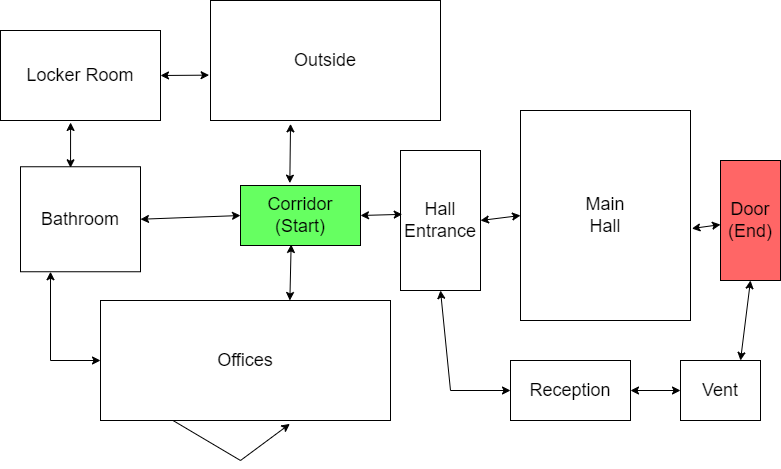 Outside
Locker Room
Corridor
(Start)
Hall
Entrance
Main
Hall
Door
(End)
Bathroom
Offices
Reception
Vent